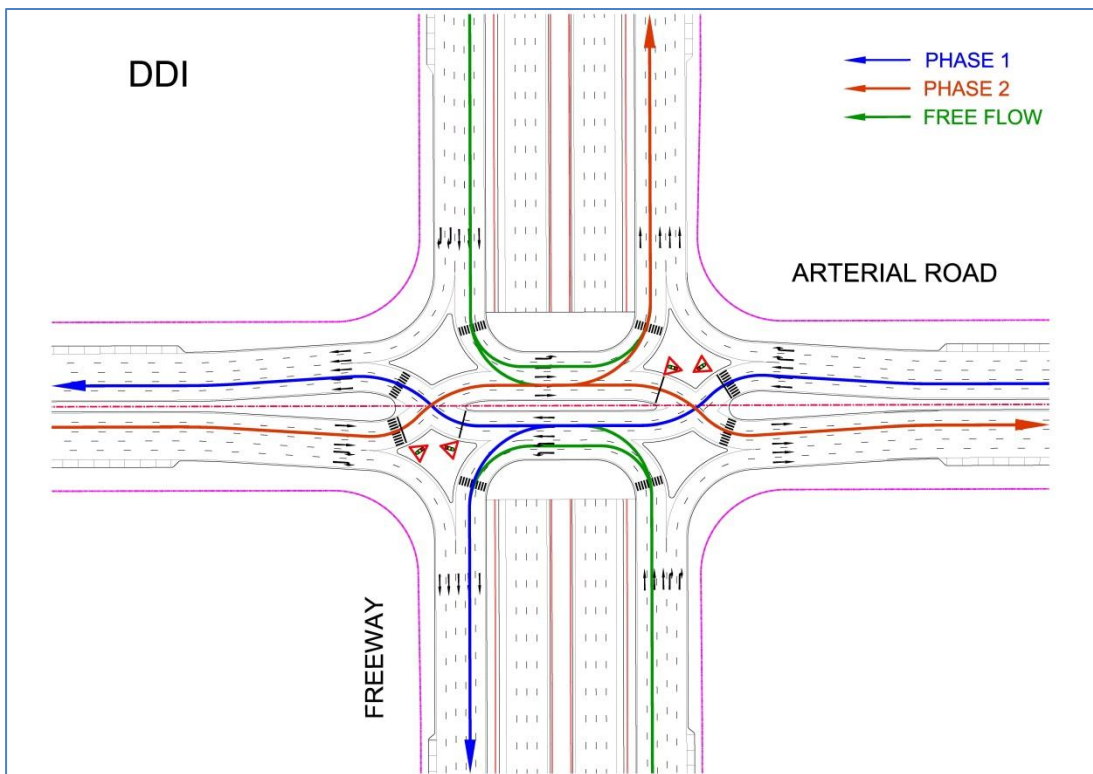 DDI
PHASE 1
PHASE 2
FREE FLOW
ARTERIAL ROAD
FREEWAY